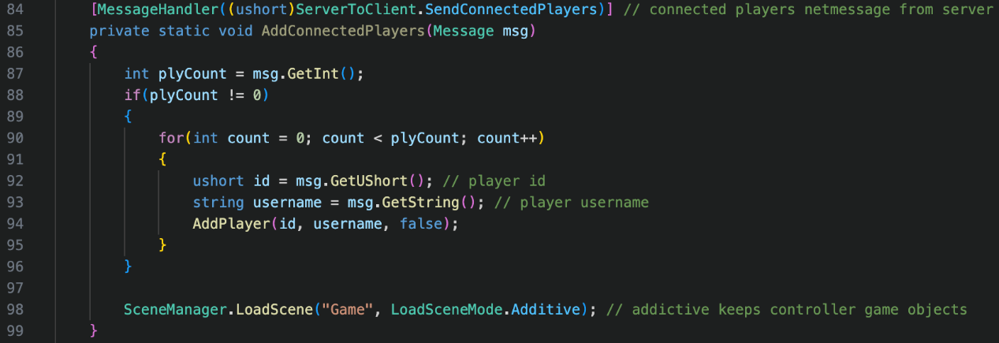 84 [MessageHandler((ushort)ServerToClient.SendConnectedPlayers)] // connected players netmessage from server
85 private static void AddConnectedPlayers(Message msg)
86 {
87 int plyCount = msg.GetInt();
88 if(plyCount != 0)
89 {
90 for(int count = 0; count < plyCount; count++)
91 {
92 ushort id = msg.GetUShort(); // player id
93 string username = msg.GetString(); // player username
94 AddPlayer(id, username, false);
95 }
96 }
97
98 SceneManager.LoadScene("Game", LoadSceneMode.Additive); // addictive keeps controller game objects
99 }